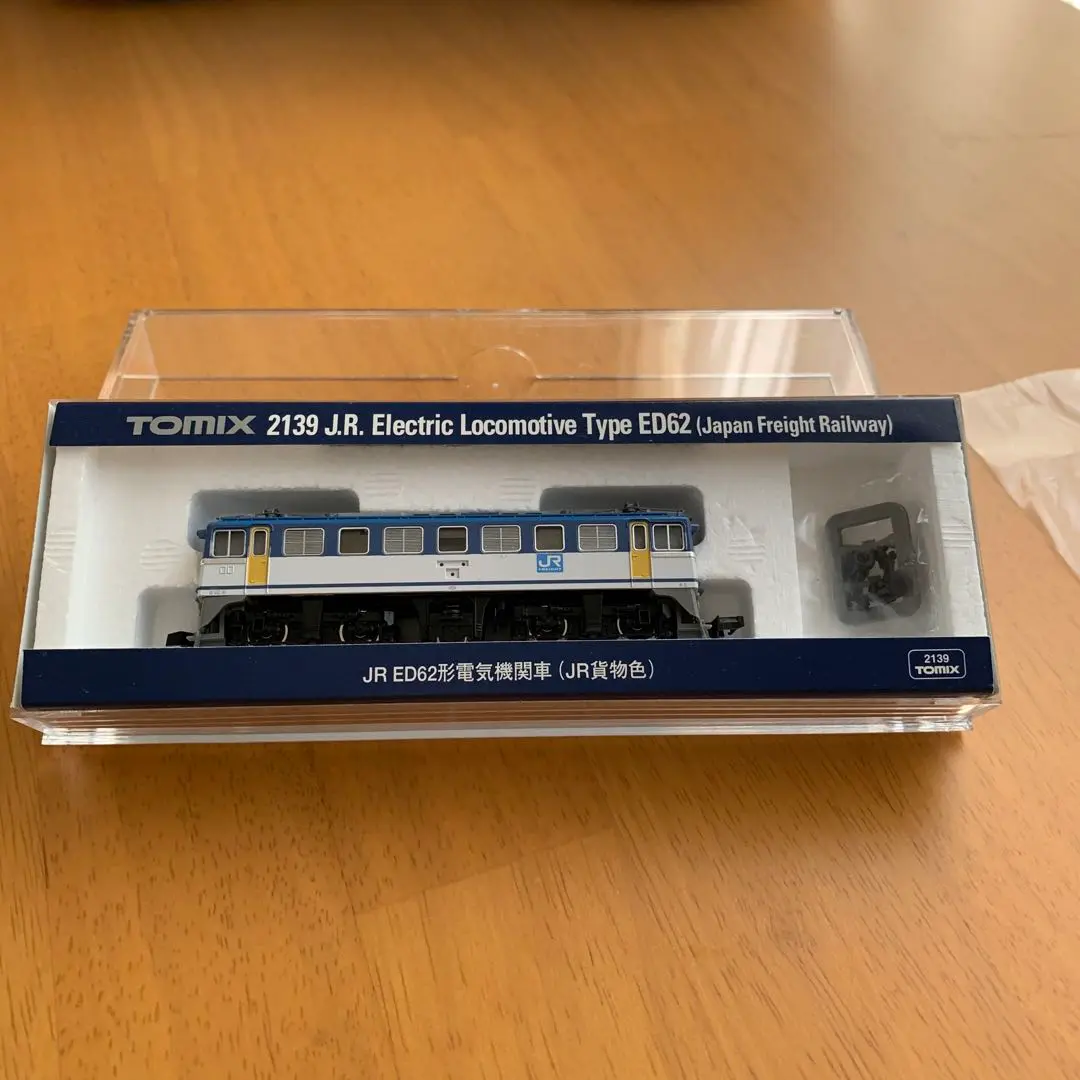 TOMIX 2139 J.R. Electric Locomotive Type ED62 (Japan Freight Railway)
JR
FREIGHT
JR ED62形電気機関車（JR貨物色）
2139
TOMIX